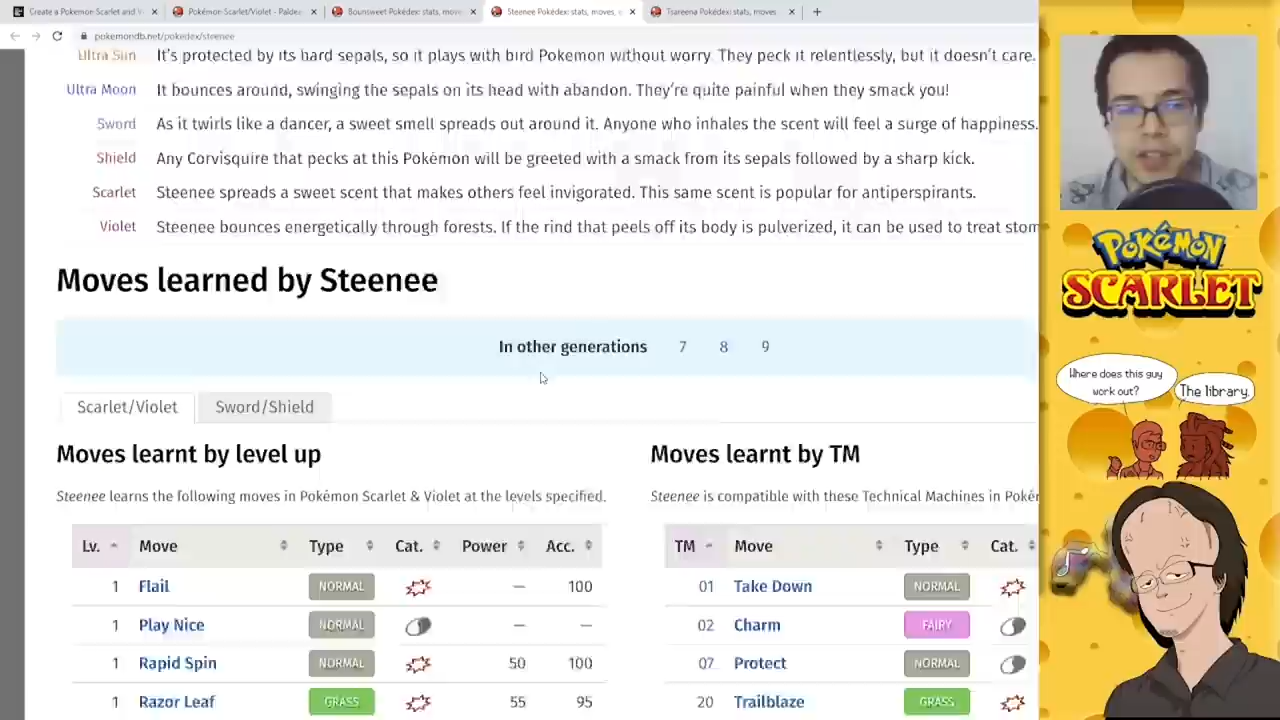 Create a Pokemon Scarlet and V
Pokémon Scarlet/Violet - Paldea
Bounsweet Pokédex: stats, move
Steenee Pokédex: stats, moves,
Tsareena Pokédex: stats, moves
pokemondb.net/pokedex/steenee
Ultra Sun It's protected by its hard sepals, so it plays with bird Pokemon without worry. They peck it relentlessly, but it doesn't care.
Ultra Moon It bounces around, swinging the sepals on its head with abandon. They're quite painful when they smack you!
Sword As it twirls like a dancer, a sweet smell spreads out around it. Anyone who inhales the scent will feel a surge of happiness.
Shield Any Corvisquire that pecks at this Pokémon will be greeted with a smack from its sepals followed by a sharp kick.
Scarlet Steenee spreads a sweet scent that makes others feel invigorated. This same scent is popular for antiperspirants.
Violet Steenee bounces energetically through forests. If the rind that peels off its body is pulverized, it can be used to treat stom
Moves learned by Steenee
In other generations 7 8 9
Scarlet/Violet Sword/Shield
Moves learnt by level up
Steenee learns the following moves in Pokémon Scarlet & Violet at the levels specified.
Lv. Move Type Cat. Power Acc.
1 Flail NORMAL — 100
1 Play Nice NORMAL — —
1 Rapid Spin NORMAL 50 100
1 Razor Leaf GRASS 55 95
Moves learnt by TM
Steenee is compatible with these Technical Machines in Poké
TM Move Type Cat.
01 Take Down NORMAL
02 Charm FAIRY
07 Protect NORMAL
20 Trailblaze GRASS
POKÉMON
SCARLET
Where does this guy
work out?
The library.